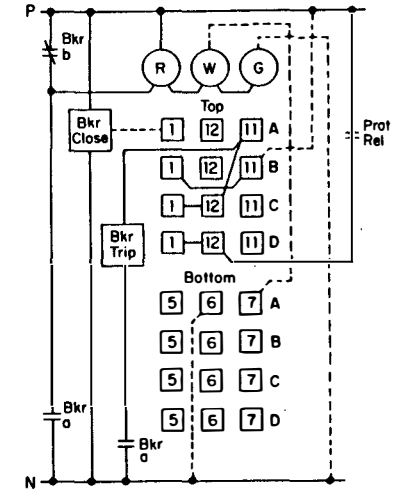 P
Bkr
b
R W G
Top
Bkr
Close
1 12 11 A
Prot
Rel
1 12 11 B
1 12 11 C
Bkr
Trip
1 12 11 D
Bottom
5 6 7 A
5 6 7 B
5 6 7 C
5 6 7 D
Bkr
a
Bkr
a
N